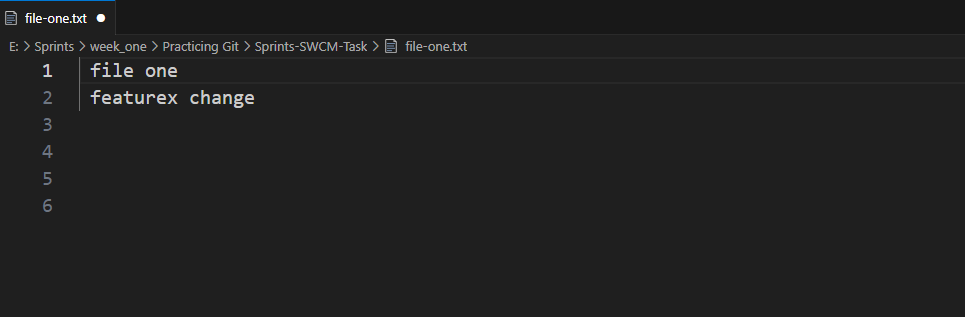 file-one.txt
E: > Sprints > week_one > Practicing Git > Sprints-SWCM-Task > file-one.txt
1 file one
2 featurex change
3
4
5
6